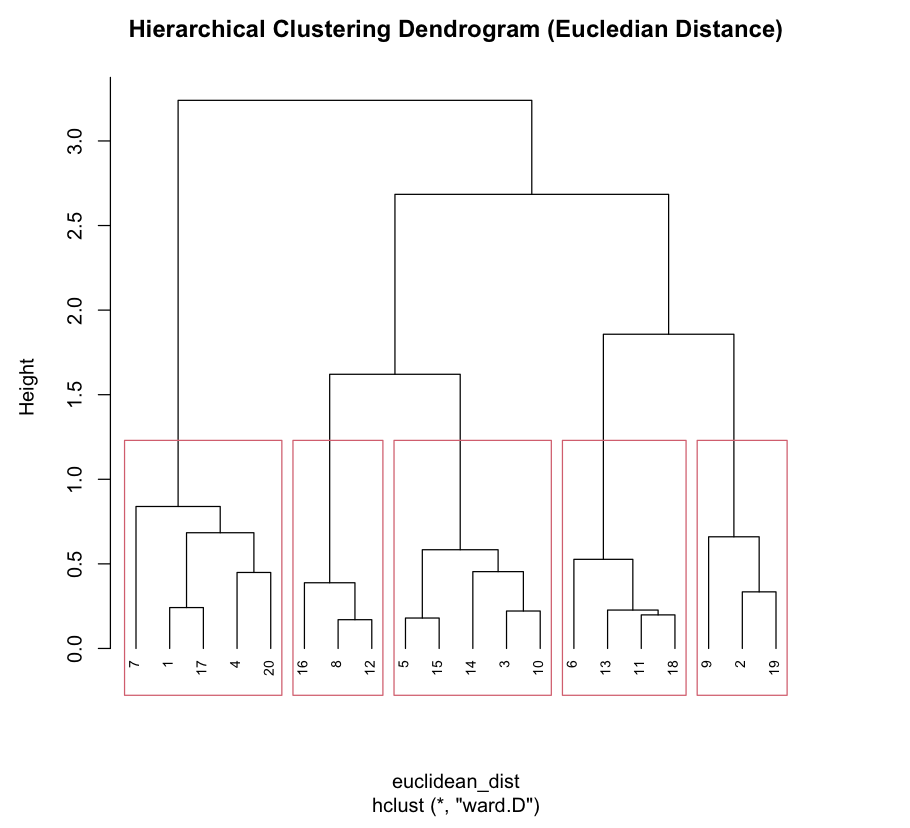 Hierarchical Clustering Dendrogram (Eucledian Distance)
Height
3.0
2.5
2.0
1.5
1.0
0.5
0.0
7 1 17 4 20 16 8 12 5 15 14 3 10 6 13 11 18 9 2 19
euclidean_dist
hclust (*, "ward.D")